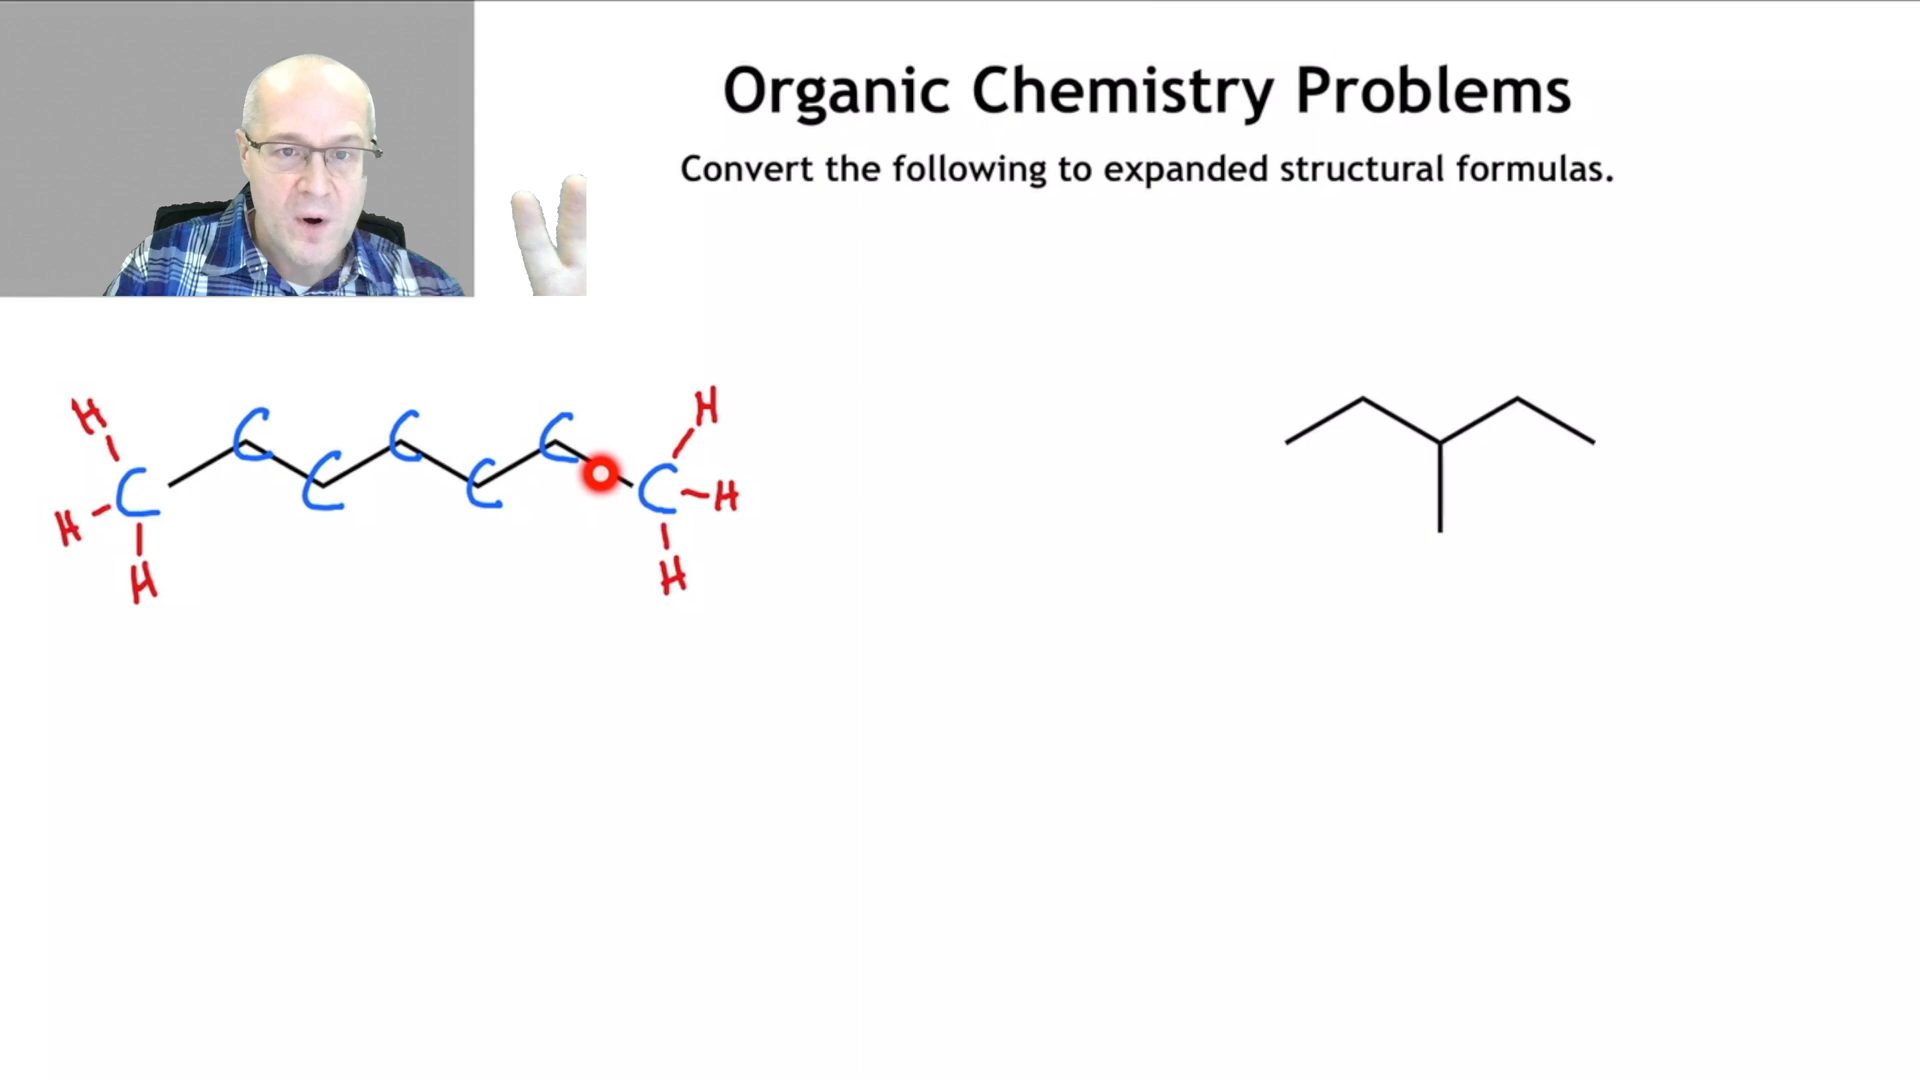 Organic Chemistry Problems
Convert the following to expanded structural formulas.
H H
C C C
C C C C H
H
H H